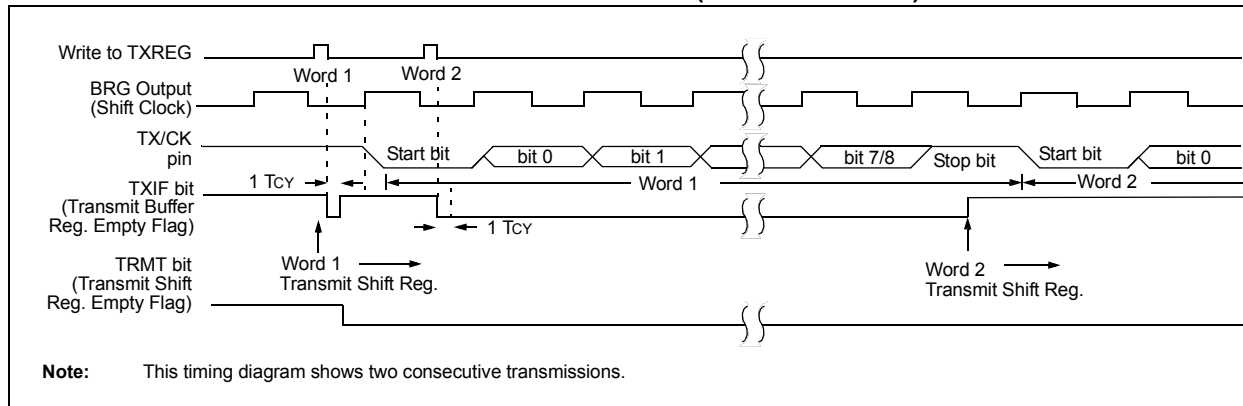 Write to TXREG
Word 1
Word 2
BRG Output
(Shift Clock)
TX/CK
pin
Start bit
bit 0
bit 1
bit 7/8
Stop bit
Start bit
bit 0
1 TCY
Word 1
Word 2
TXIF bit
(Transmit Buffer
Reg. Empty Flag)
1 TCY
Word 1
Transmit Shift Reg.
Word 2
Transmit Shift Reg.
TRMT bit
(Transmit Shift
Reg. Empty Flag)
Note: This timing diagram shows two consecutive transmissions.